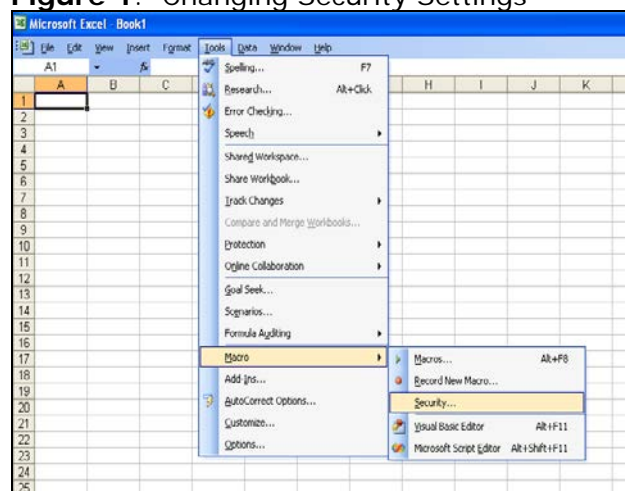 Figure 1. Changing Security Settings
Microsoft Excel - Book1
File Edit View Insert Format Tools Data Window Help
A1 fx
A B C H I J K
Spelling... F7
Research... Alt+Click
Error Checking...
Speech
Shared Workspace...
Share Workbook...
Track Changes
Compare and Merge Workbooks...
Protection
Online Collaboration
Goal Seek...
Scenarios...
Formula Auditing
Macro
Add-Ins...
AutoCorrect Options...
Customize...
Options...
Macros... Alt+F8
Record New Macro...
Security...
Visual Basic Editor Alt+F11
Microsoft Script Editor Alt+Shift+F11
1
2
3
4
5
6
7
8
9
10
11
12
13
14
15
16
17
18
19
20
21
22
23
24
25